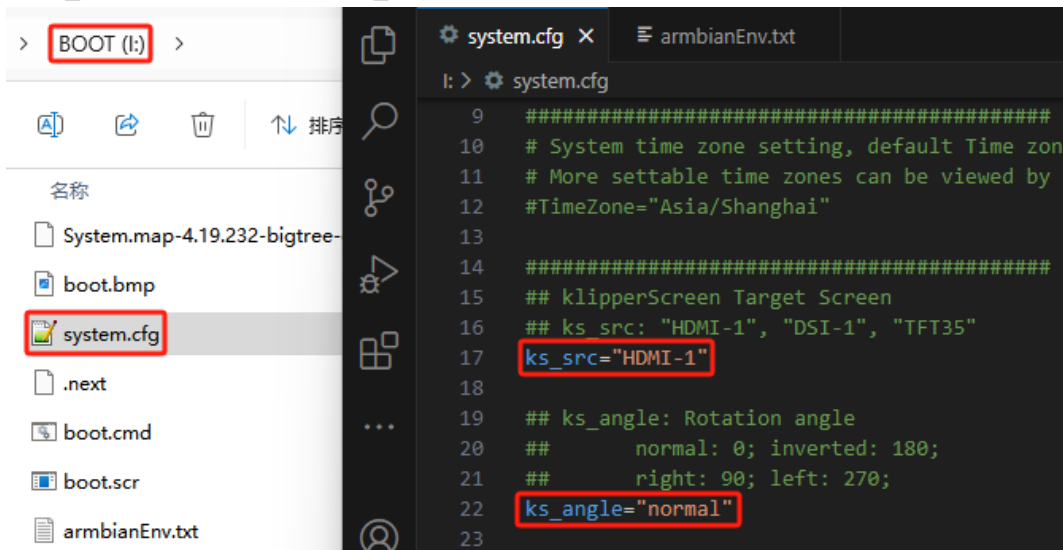 BOOT (I:)
排序
名称
System.map-4.19.232-bigtree-
boot.bmp
system.cfg
.next
boot.cmd
boot.scr
armbianEnv.txt
system.cfg
armbianEnv.txt
I: > system.cfg
9 ###########################################
10 # System time zone setting, default Time zon
11 # More settable time zones can be viewed by
12 #TimeZone="Asia/Shanghai"
13
14 ###########################################
15 ## klipperScreen Target Screen
16 ## ks_src: "HDMI-1", "DSI-1", "TFT35"
17 ks_src="HDMI-1"
18
19 ## ks_angle: Rotation angle
20 ## normal: 0; inverted: 180;
21 ## right: 90; left: 270;
22 ks_angle="normal"
23